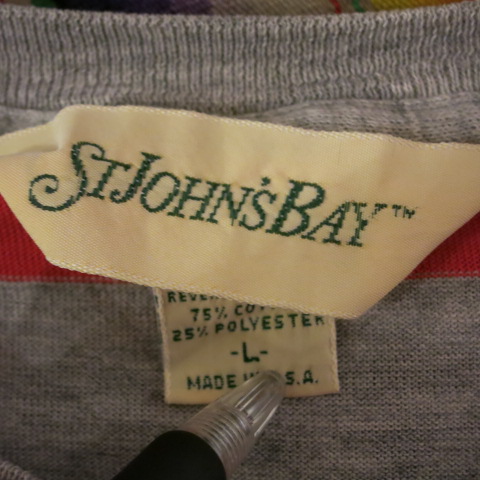 ST JOHN'S BAY™
75% CO
25% POLYESTER
-L-
MADE S.A.